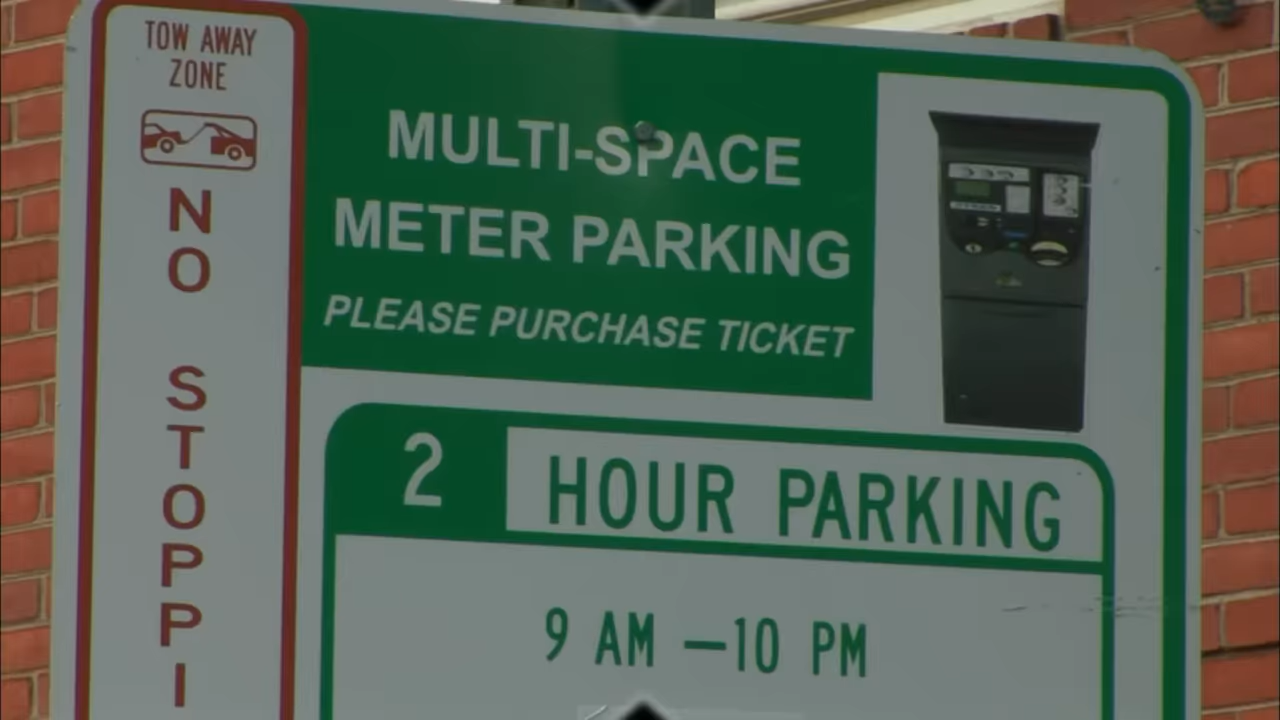 TOW AWAY
ZONE
NO
STOPPI
MULTI-SPACE
METER PARKING
PLEASE PURCHASE TICKET
2 HOUR PARKING
9 AM —10 PM